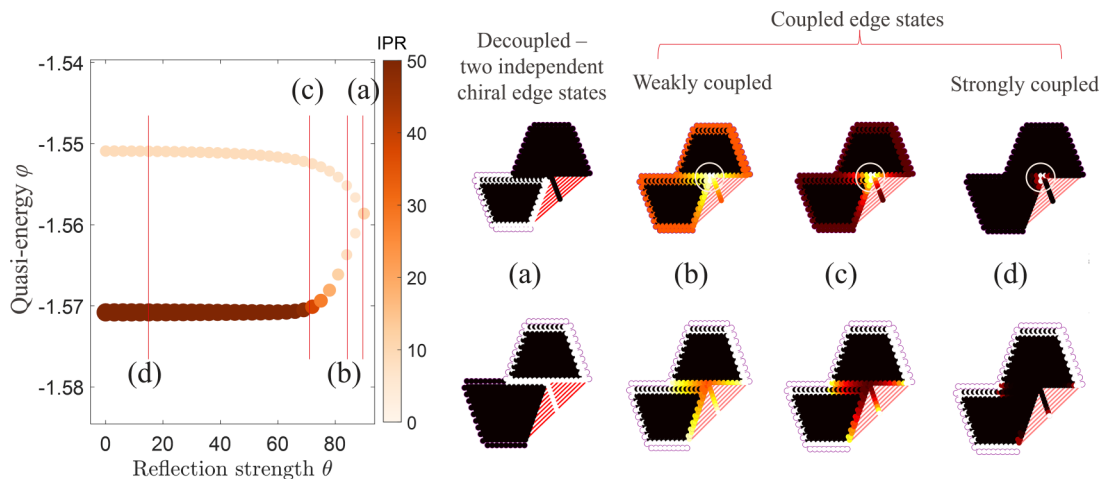 IPR
-1.54
-1.55
-1.56
-1.57
-1.58
Quasi-energy φ
0
20
40
60
80
Reflection strength θ
50
40
30
20
10
0
(c)
(a)
(d)
(b)
Decoupled –
two independent
chiral edge states
Coupled edge states
Weakly coupled
Strongly coupled
(a)
(b)
(c)
(d)
(a)
(b)
(c)
(d)